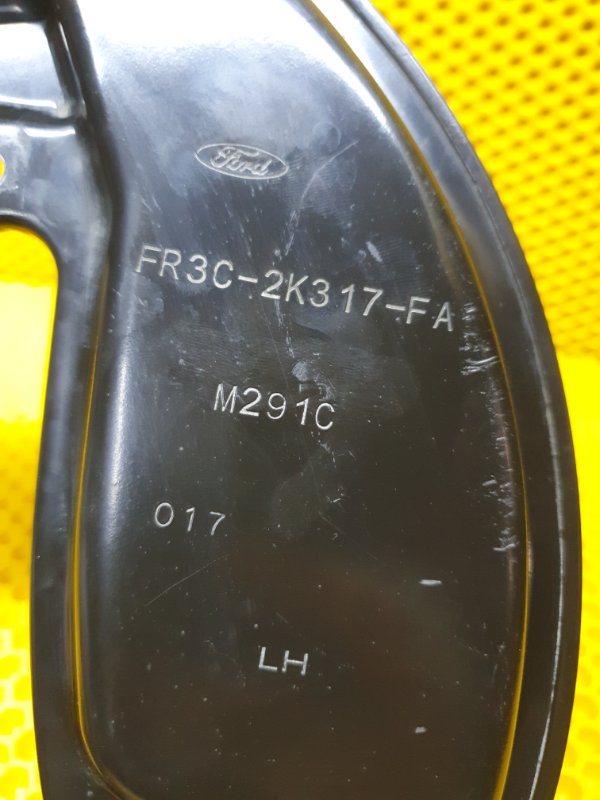 Ford
FR3C-2K317-FA
M291C
017
LH